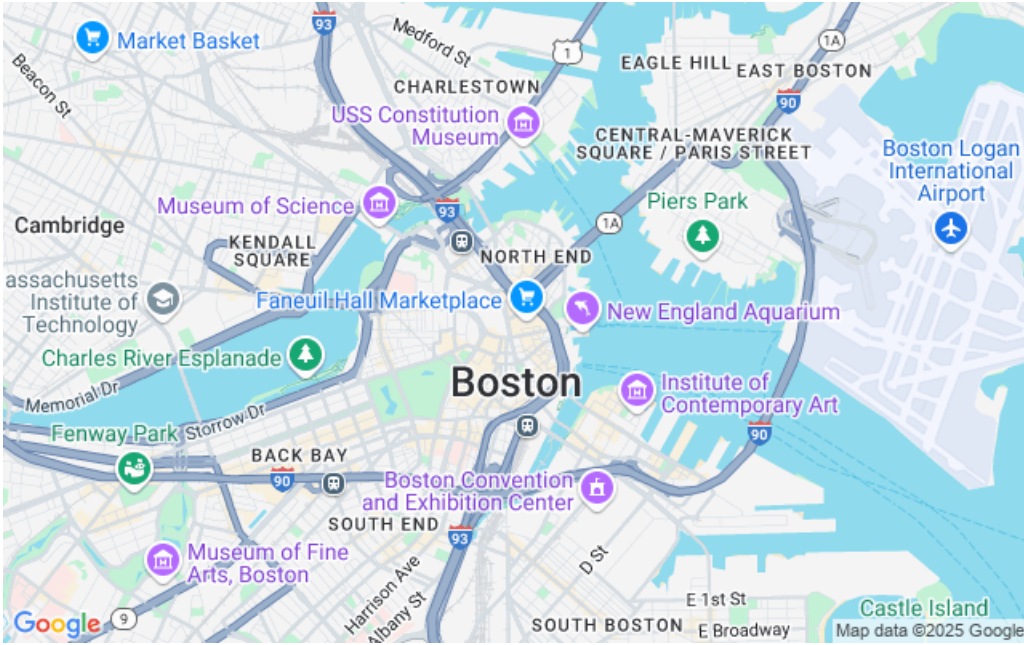 93
Market Basket
Medford St
1
1A
Beacon St
EAGLE HILL
EAST BOSTON
CHARLESTOWN
90
USS Constitution
Museum
CENTRAL-MAVERICK
SQUARE / PARIS STREET
Boston Logan
International
Airport
Museum of Science
93
Piers Park
Cambridge
1A
KENDALL
SQUARE
NORTH END
assachusetts
Institute of
Technology
Faneuil Hall Marketplace
New England Aquarium
Charles River Esplanade
Boston
Institute of
Contemporary Art
Memorial Dr
Storrow Dr
Fenway Park
90
BACK BAY
90
Boston Convention
and Exhibition Center
SOUTH END
93
Museum of Fine
Arts, Boston
D St
Harrison Ave
Albany St
E 1st St
Castle Island
Google
9
SOUTH BOSTON
E Broadway
Map data ©2025 Google